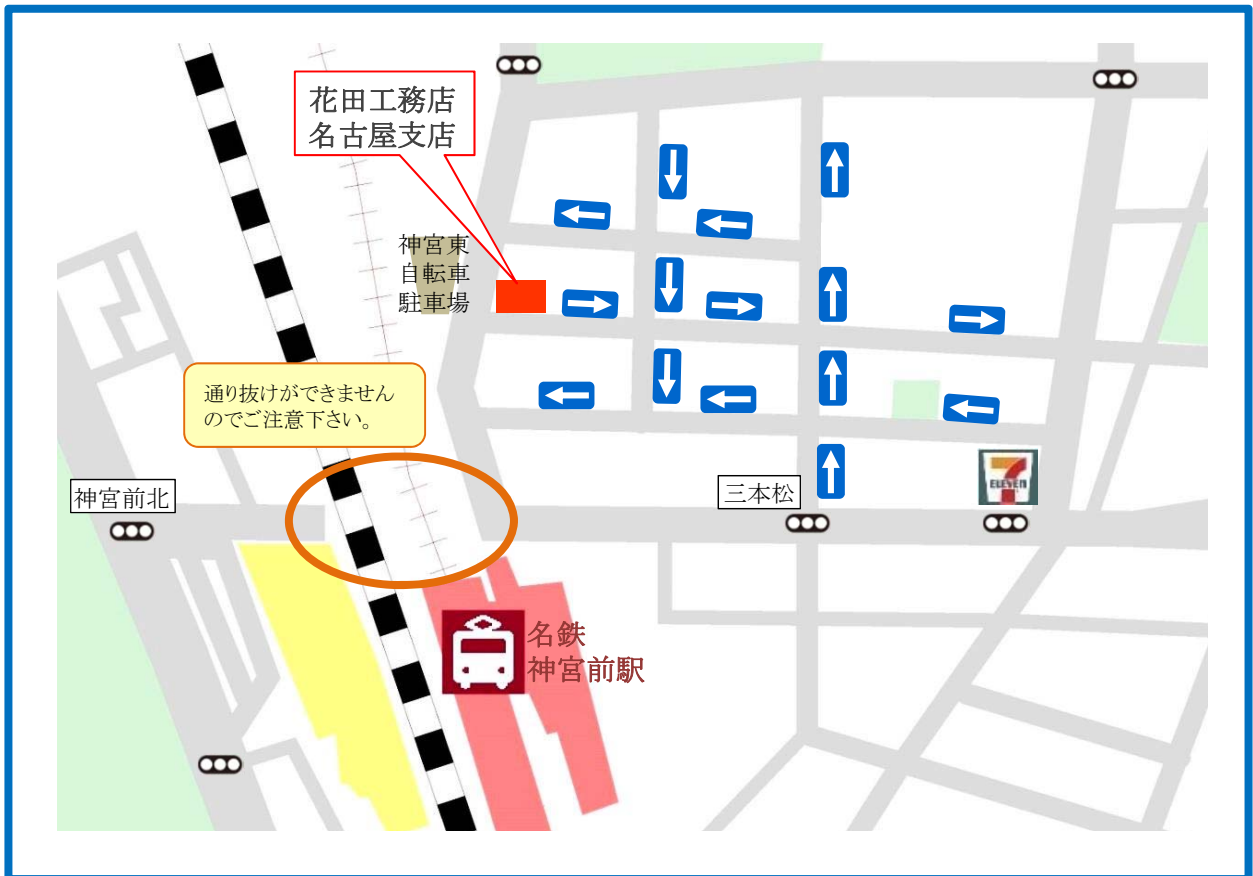 花田工務店
名古屋支店
神宮東
自転車
駐車場
通り抜けができません
のでご注意下さい。
神宮前北
三本松
7
ELEVEN
名鉄
神宮前駅